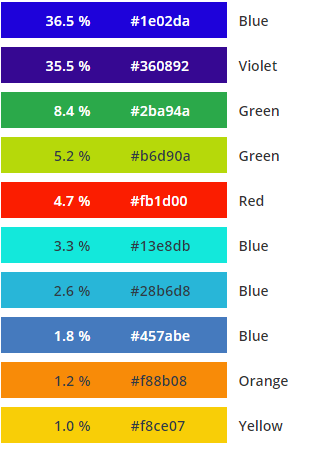 36.5 % #1e02da Blue
35.5 % #360892 Violet
8.4 % #2ba94a Green
5.2 % #b6d90a Green
4.7 % #fb1d00 Red
3.3 % #13e8db Blue
2.6 % #28b6d8 Blue
1.8 % #457abe Blue
1.2 % #f88b08 Orange
1.0 % #f8ce07 Yellow